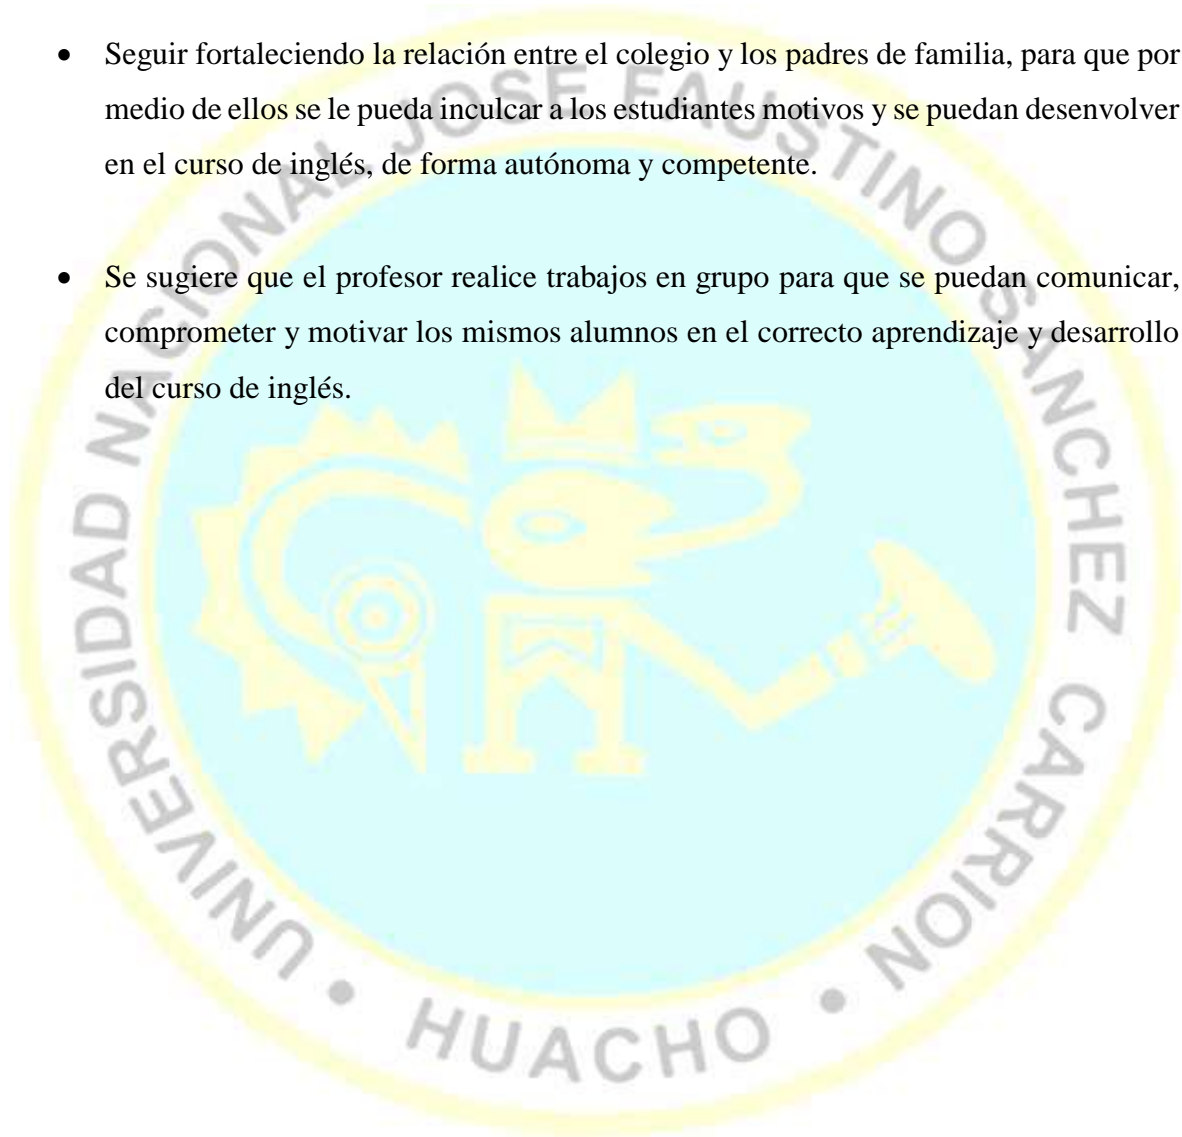 • Seguir fortaleciendo la relación entre el colegio y los padres de familia, para que por
medio de ellos se le pueda inculcar a los estudiantes motivos y se puedan desenvolver
en el curso de inglés, de forma autónoma y competente.
• Se sugiere que el profesor realice trabajos en grupo para que se puedan comunicar,
comprometer y motivar los mismos alumnos en el correcto aprendizaje y desarrollo
del curso de inglés.
UNIVERSIDAD NACIONAL JOSE FAUSTINO SANCHEZ CARRION
• HUACHO •